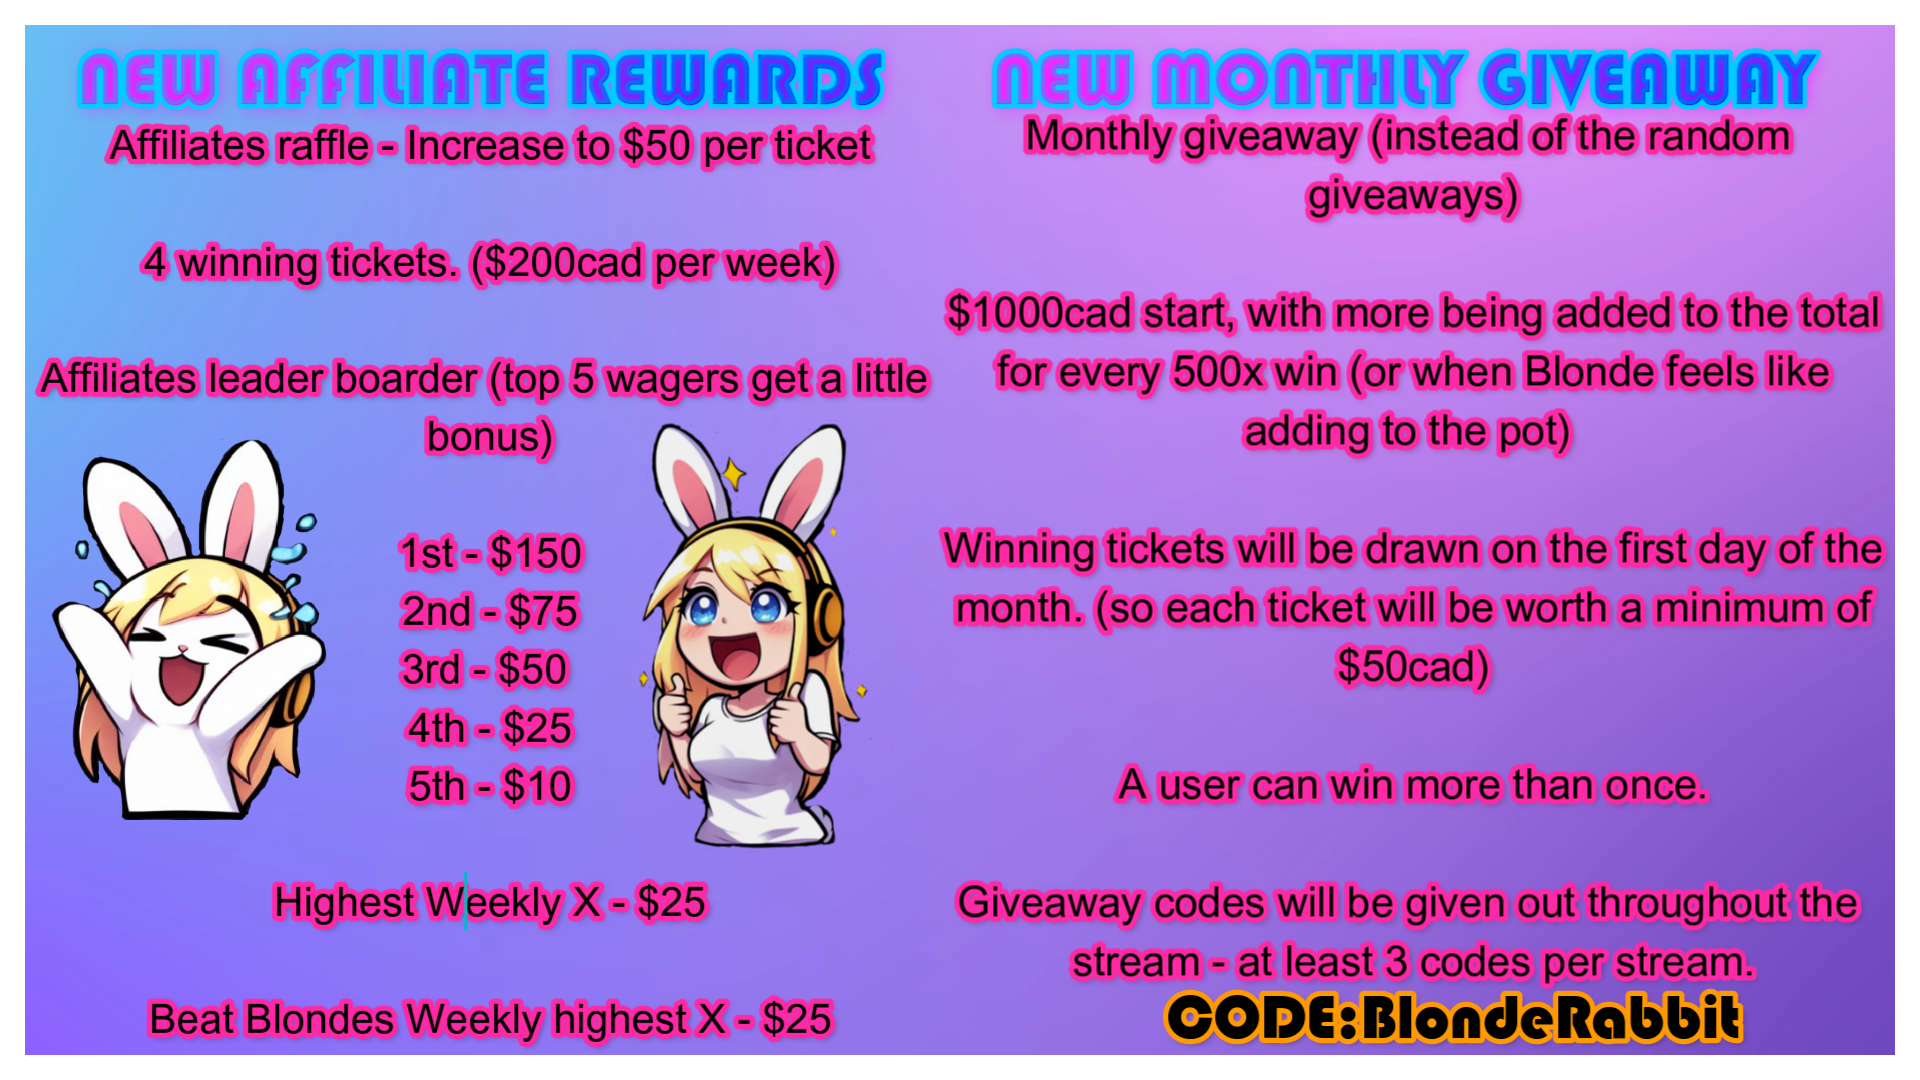 NEW AFFILIATE REWARDS
Affiliates raffle - Increase to $50 per ticket
4 winning tickets. ($200cad per week)
Affiliates leader boarder (top 5 wagers get a little
bonus)
1st - $150
2nd - $75
3rd - $50
4th - $25
5th - $10
Highest Weekly X - $25
Beat Blondes Weekly highest X - $25
NEW MONTHLY GIVEAWAY
Monthly giveaway (instead of the random
giveaways)
$1000cad start, with more being added to the total
for every 500x win (or when Blonde feels like
adding to the pot)
Winning tickets will be drawn on the first day of the
month. (so each ticket will be worth a minimum of
$50cad)
A user can win more than once.
Giveaway codes will be given out throughout the
stream - at least 3 codes per stream.
CODE:BlondeRabbit